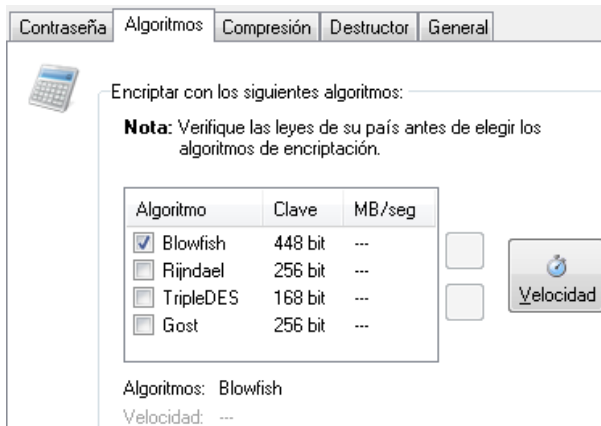 Contraseña Algoritmos Compresión Destructor General
Encriptar con los siguientes algoritmos:
Nota: Verifique las leyes de su país antes de elegir los
algoritmos de encriptación.
Algoritmo Clave MB/seg
Blowfish 448 bit ---
Rijndael 256 bit ---
TripleDES 168 bit ---
Gost 256 bit ---
Velocidad
Algoritmos: Blowfish
Velocidad: ---